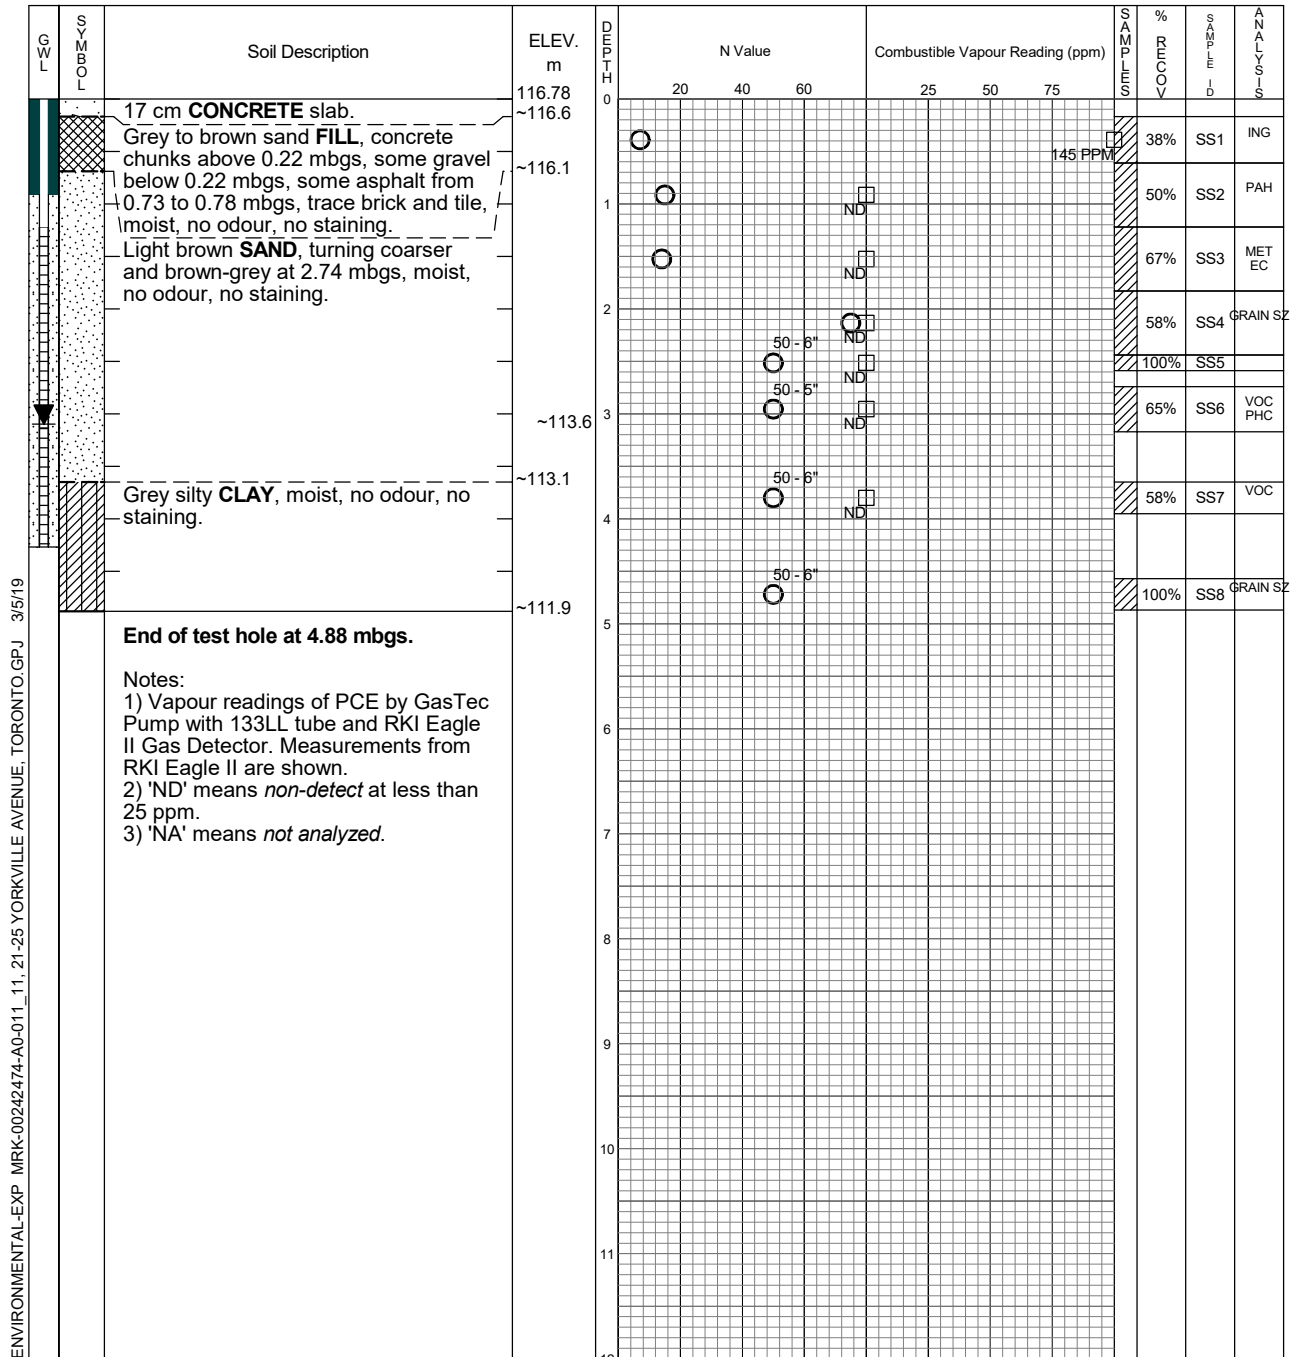 GWL
SYMBOL
Soil Description
ELEV.
m
116.78
DEPTH
N Value
20 40 60
Combustible Vapour Reading (ppm)
25 50 75
SAMPLES
% RECOV
SAMPLE ID
ANALYSIS
0
17 cm CONCRETE slab.
~116.6
Grey to brown sand FILL, concrete
chunks above 0.22 mbgs, some gravel
below 0.22 mbgs, some asphalt from
0.73 to 0.78 mbgs, trace brick and tile,
moist, no odour, no staining.
~116.1
Light brown SAND, turning coarser
and brown-grey at 2.74 mbgs, moist,
no odour, no staining.
~113.6
~113.1
Grey silty CLAY, moist, no odour, no
staining.
~111.9
End of test hole at 4.88 mbgs.
Notes:
1) Vapour readings of PCE by GasTec
Pump with 133LL tube and RKI Eagle
II Gas Detector. Measurements from
RKI Eagle II are shown.
2) 'ND' means non-detect at less than
25 ppm.
3) 'NA' means not analyzed.
145 PPM
38% SS1 ING
1
ND
50% SS2 PAH
ND
67% SS3 MET
EC
2
ND
58% SS4 GRAIN SZ
50 - 6"
ND
100% SS5
50 - 5"
3
ND
65% SS6 VOC
PHC
50 - 6"
ND
58% SS7 VOC
4
50 - 6"
100% SS8 GRAIN SZ
5
6
7
8
9
10
11
ENVIRONMENTAL-EXP MRK-00242474-A0-011_11, 21-25 YORKVILLE AVENUE, TORONTO.GPJ 3/5/19